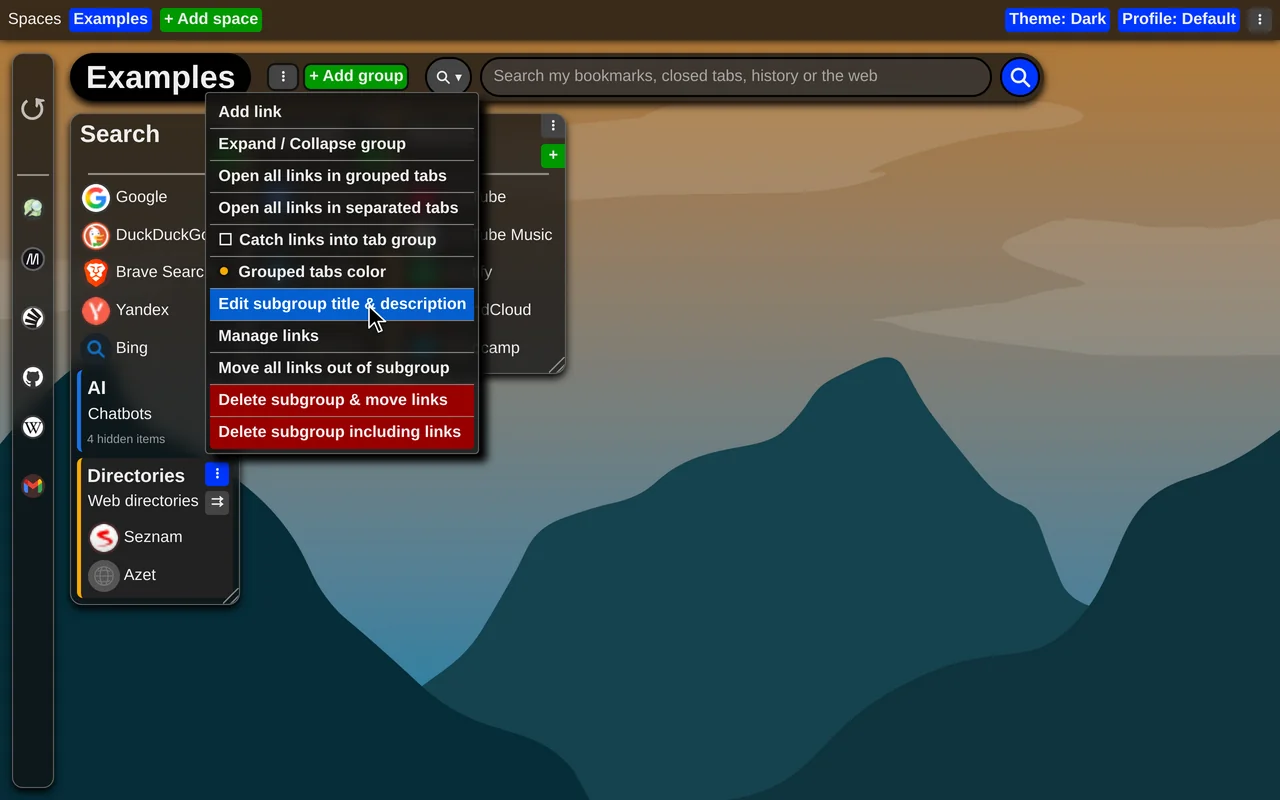 Spaces Examples + Add space Theme: Dark Profile: Default
Examples + Add group Search my bookmarks, closed tabs, history or the web
Search
Google
DuckDuckGo
Brave Searc
Yandex
Bing
AI
Chatbots
4 hidden items
Directories
Web directories
Seznam
Azet
Add link
Expand / Collapse group
Open all links in grouped tabs
Open all links in separated tabs
Catch links into tab group
Grouped tabs color
Edit subgroup title & description
Manage links
Move all links out of subgroup
Delete subgroup & move links
Delete subgroup including links
ube
ube Music
fy
dCloud
camp